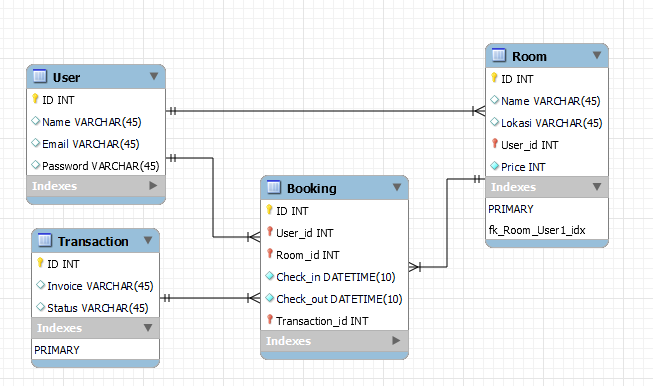 User
ID INT
Name VARCHAR(45)
Email VARCHAR(45)
Password VARCHAR(45)
Indexes
Room
ID INT
Name VARCHAR(45)
Lokasi VARCHAR(45)
User_id INT
Price INT
Indexes
PRIMARY
fk_Room_User1_idx
Booking
ID INT
User_id INT
Room_id INT
Check_in DATETIME(10)
Check_out DATETIME(10)
Transaction_id INT
Indexes
Transaction
ID INT
Invoice VARCHAR(45)
Status VARCHAR(45)
Indexes
PRIMARY